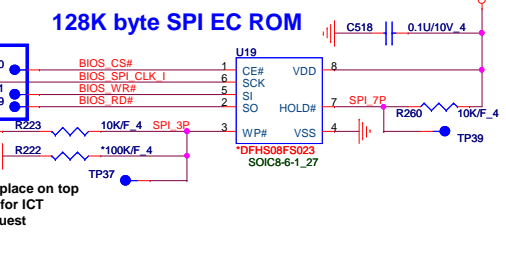 128K byte SPI EC ROM
C518 0.1U/10V_4
U19
BIOS_CS# 1 CE# VDD 8
BIOS_SPI_CLK_I 6 SCK
BIOS_WR# 5 SI
BIOS_RD# 2 SO HOLD# 7 SPI_7P
R260 10K/F_4
R223 10K/F_4 SPI_3P 3 WP# VSS 4
TP39
*DFHS08FS023
SOIC8-6-1_27
R222 *100K/F_4
TP37
place on top
for ICT
uest